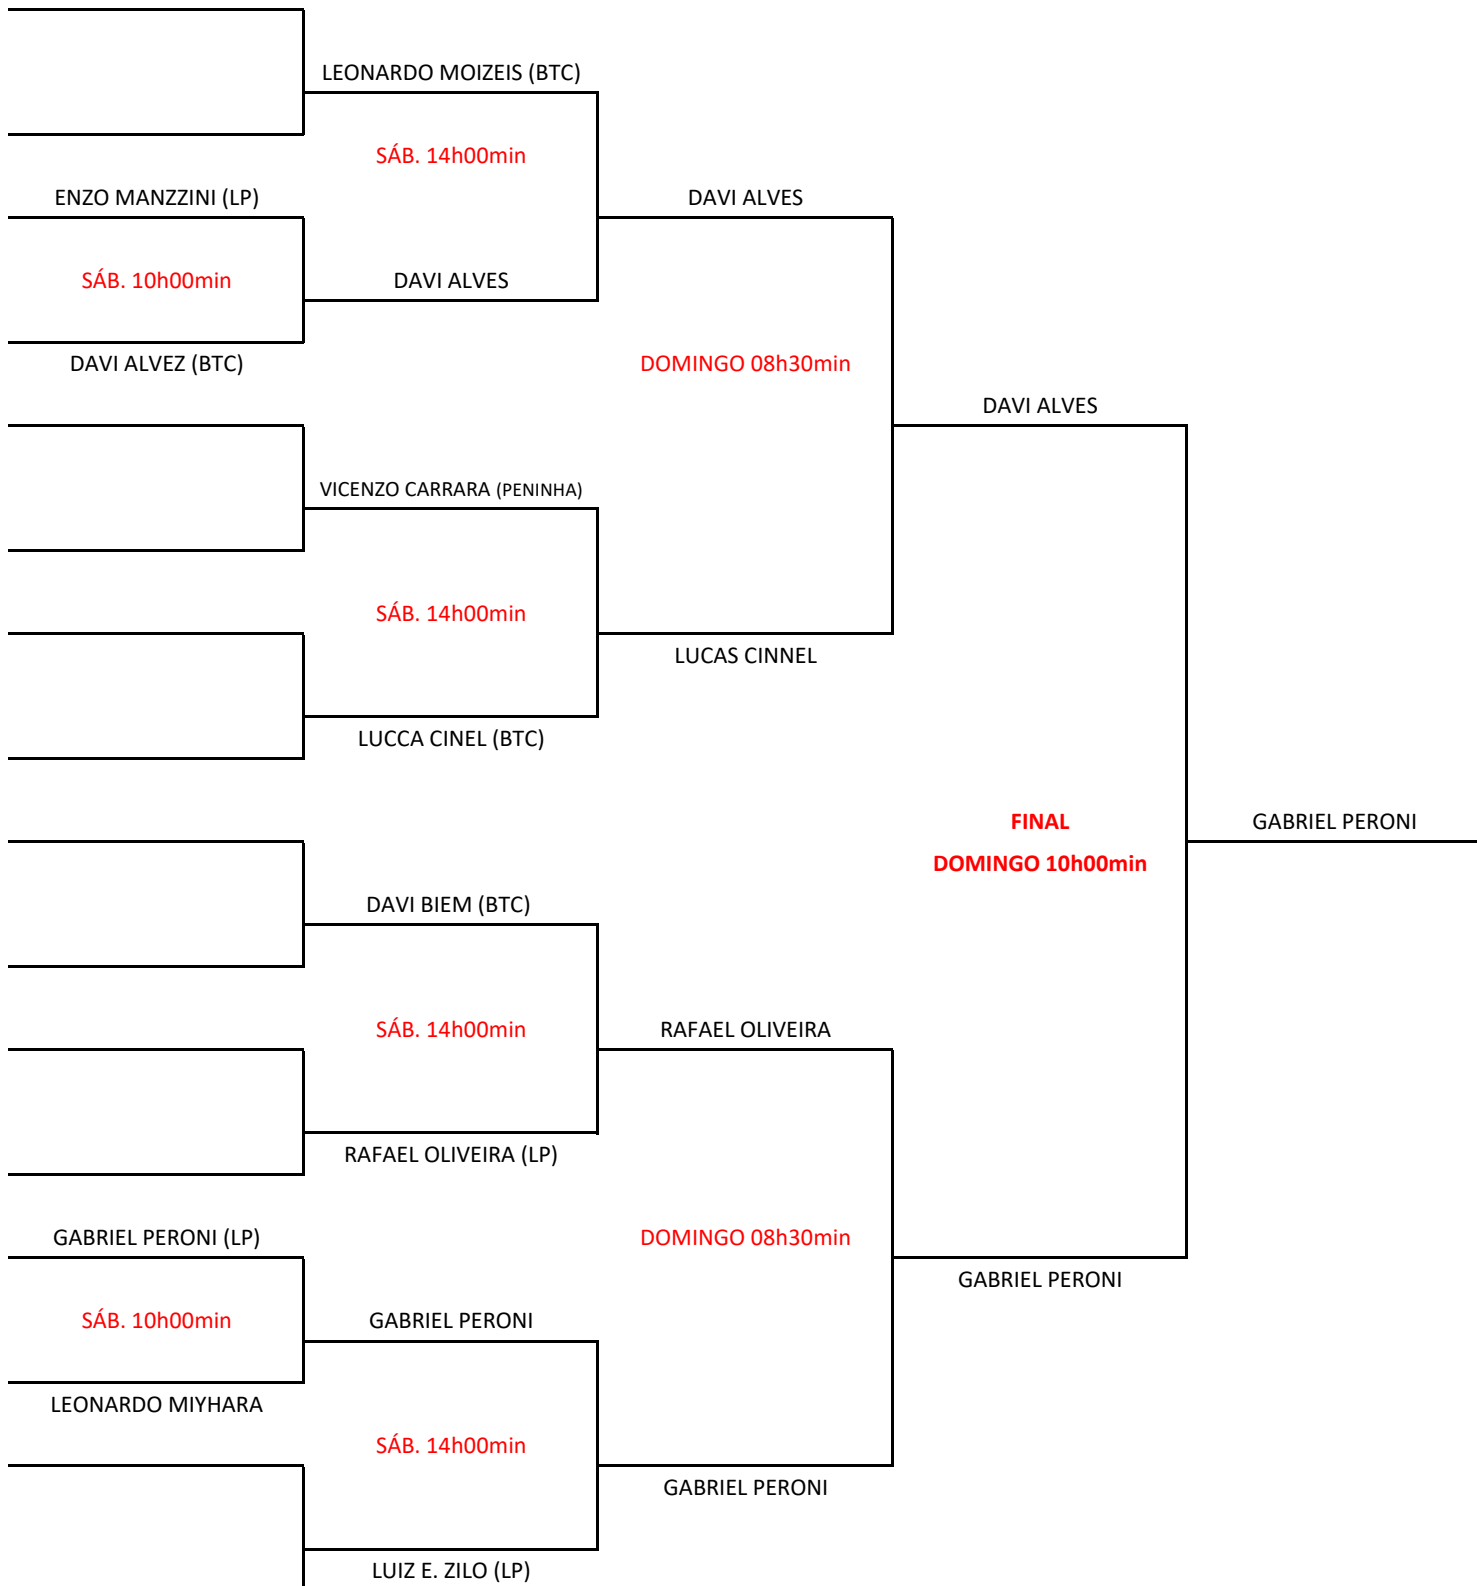 LEONARDO MOIZEIS (BTC)
SÁB. 14h00min
ENZO MANZZINI (LP)
DAVI ALVES
SÁB. 10h00min
DAVI ALVES
DAVI ALVEZ (BTC)
DOMINGO 08h30min
DAVI ALVES
VICENZO CARRARA (PENINHA)
SÁB. 14h00min
LUCAS CINNEL
LUCCA CINEL (BTC)
FINAL
GABRIEL PERONI
DOMINGO 10h00min
DAVI BIEM (BTC)
SÁB. 14h00min
RAFAEL OLIVEIRA
RAFAEL OLIVEIRA (LP)
GABRIEL PERONI (LP)
DOMINGO 08h30min
GABRIEL PERONI
SÁB. 10h00min
GABRIEL PERONI
LEONARDO MIYHARA
SÁB. 14h00min
GABRIEL PERONI
LUIZ E. ZILO (LP)